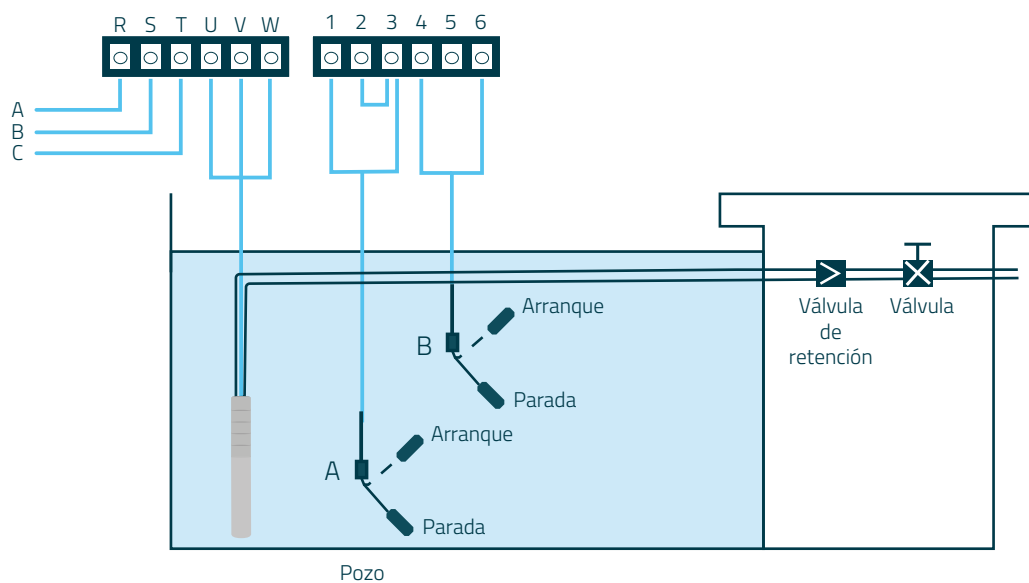 R S T U V W
1 2 3 4 5 6
A
B
C
Arranque
B
Parada
Arranque
A
Parada
Válvula
de
retención
Válvula
Pozo